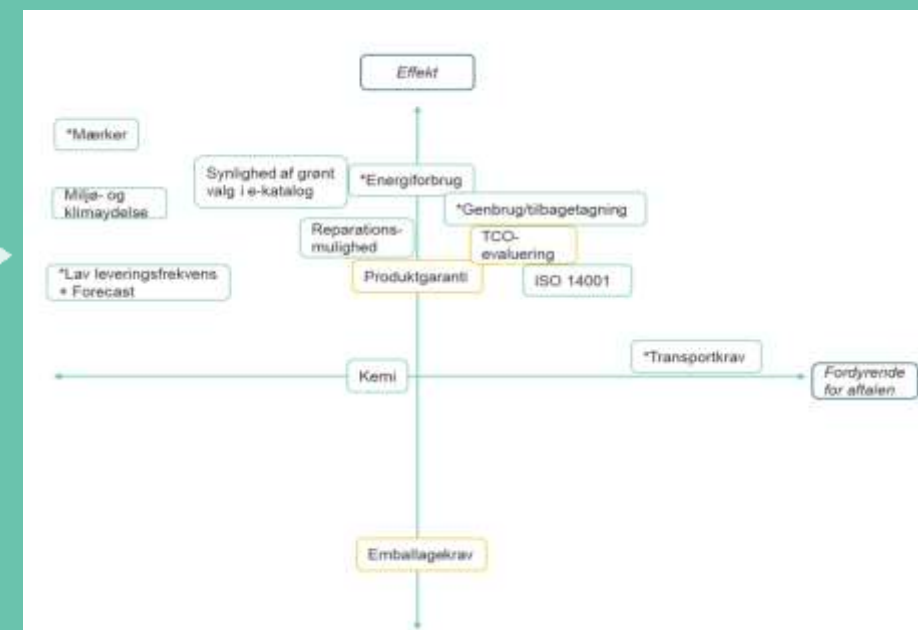 Effekt
*Mærker
Synlighed af grønt
valg i e-katalog
*Energiforbrug
Miljø- og
klimaydelse
*Genbrug/tilbagetagning
Reparations-
mulighed
TCO-
evaluering
*Lav leveringsfrekvens
+ Forecast
Produktgaranti
ISO 14001
*Transportkrav
Kemi
Fordyrende
for aftalen
Emballagekrav